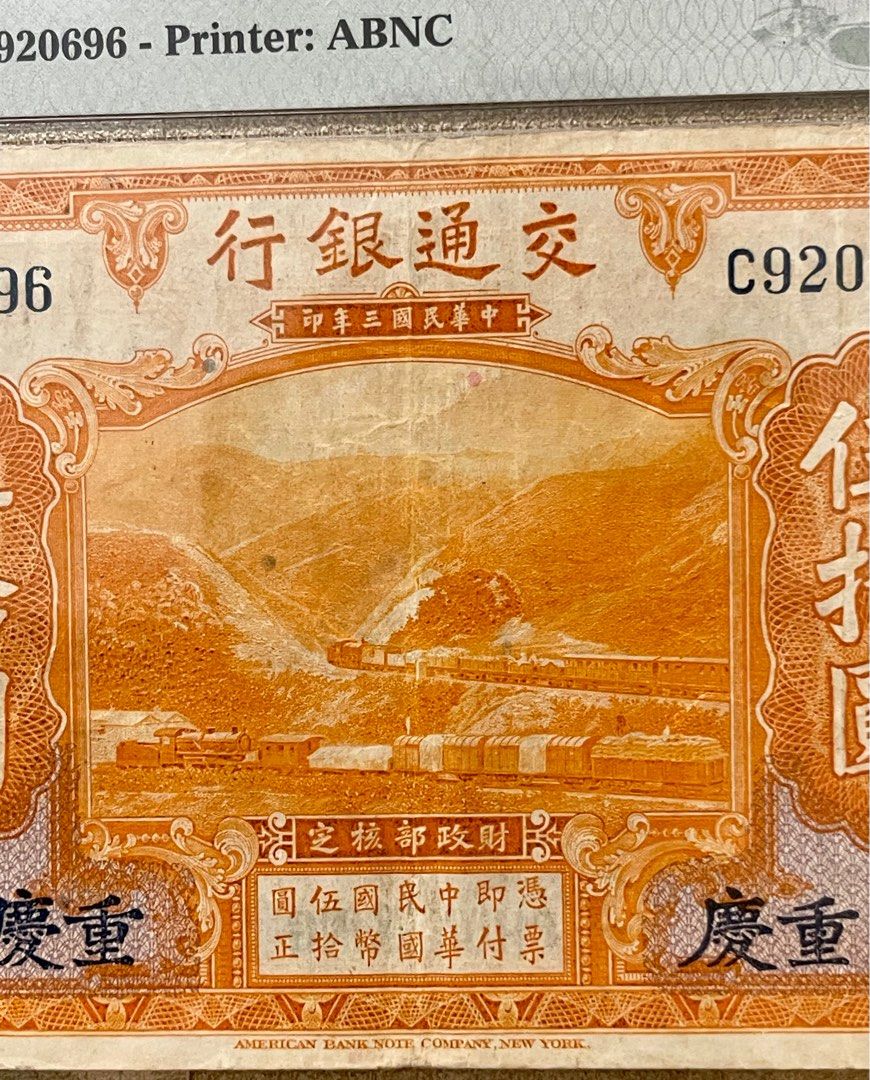 920696 - Printer: ABNC
交通銀行
96
C920
中華民國三年印
伍拾圓
財政部核定
憑票
即付
中華
民國
國幣
伍拾
圓正
重慶
重慶
AMERICAN BANK NOTE COMPANY, NEW YORK.